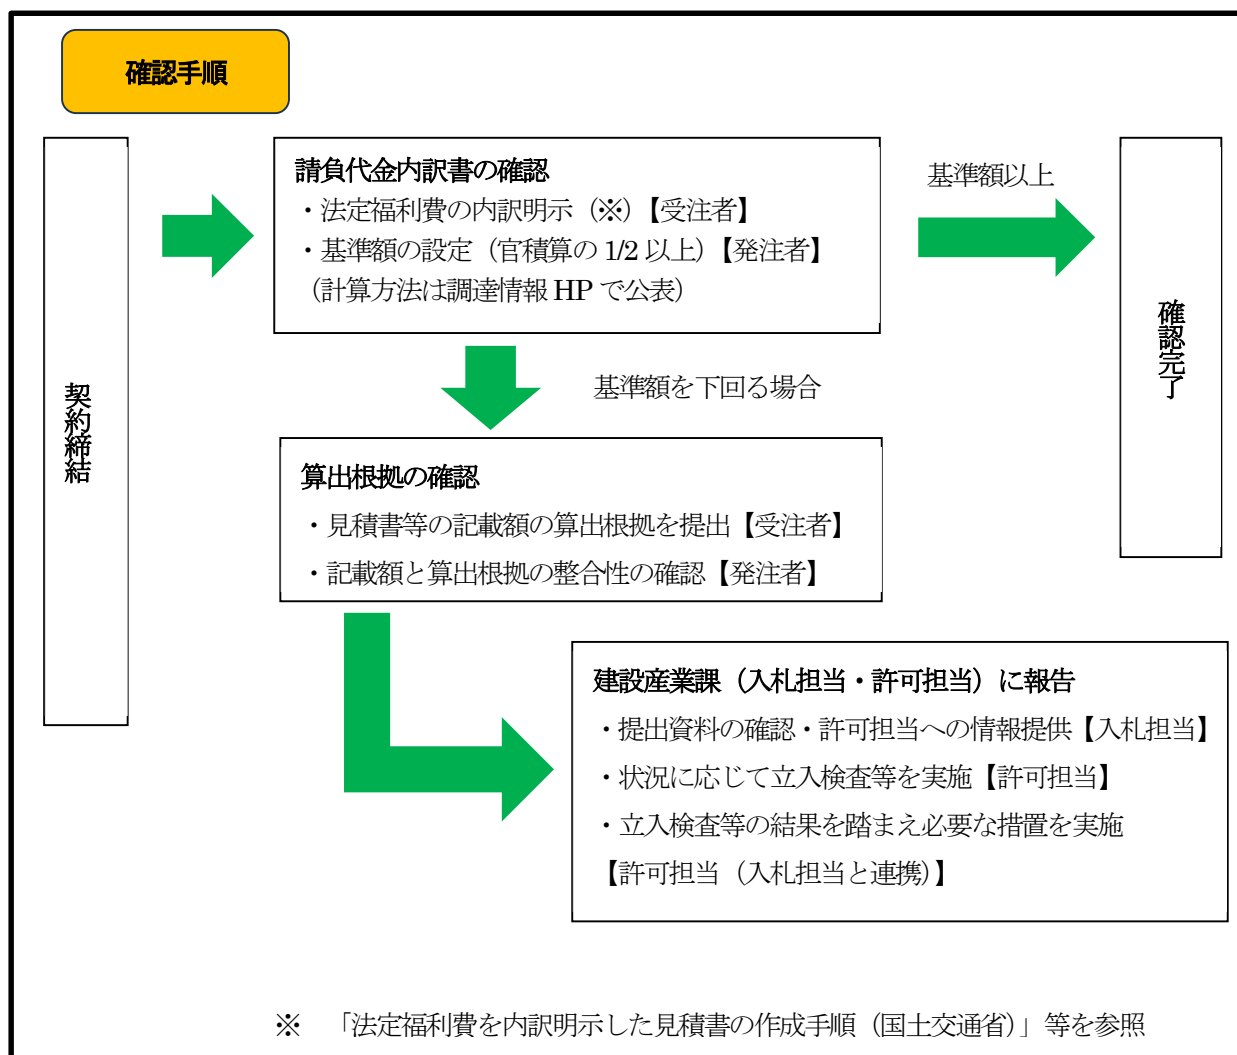 確認手順
契約締結
請負代金内訳書の確認
・法定福利費の内訳明示（※）【受注者】
・基準額の設定（官積算の 1/2 以上）【発注者】
（計算方法は調達情報 HP で公表）
基準額以上
確認完了
基準額を下回る場合
算出根拠の確認
・見積書等の記載額の算出根拠を提出【受注者】
・記載額と算出根拠の整合性の確認【発注者】
建設産業課（入札担当・許可担当）に報告
・提出資料の確認・許可担当への情報提供【入札担当】
・状況に応じて立入検査等を実施【許可担当】
・立入検査等の結果を踏まえ必要な措置を実施
【許可担当（入札担当と連携）】
※　「法定福利費を内訳明示した見積書の作成手順（国土交通省）」等を参照